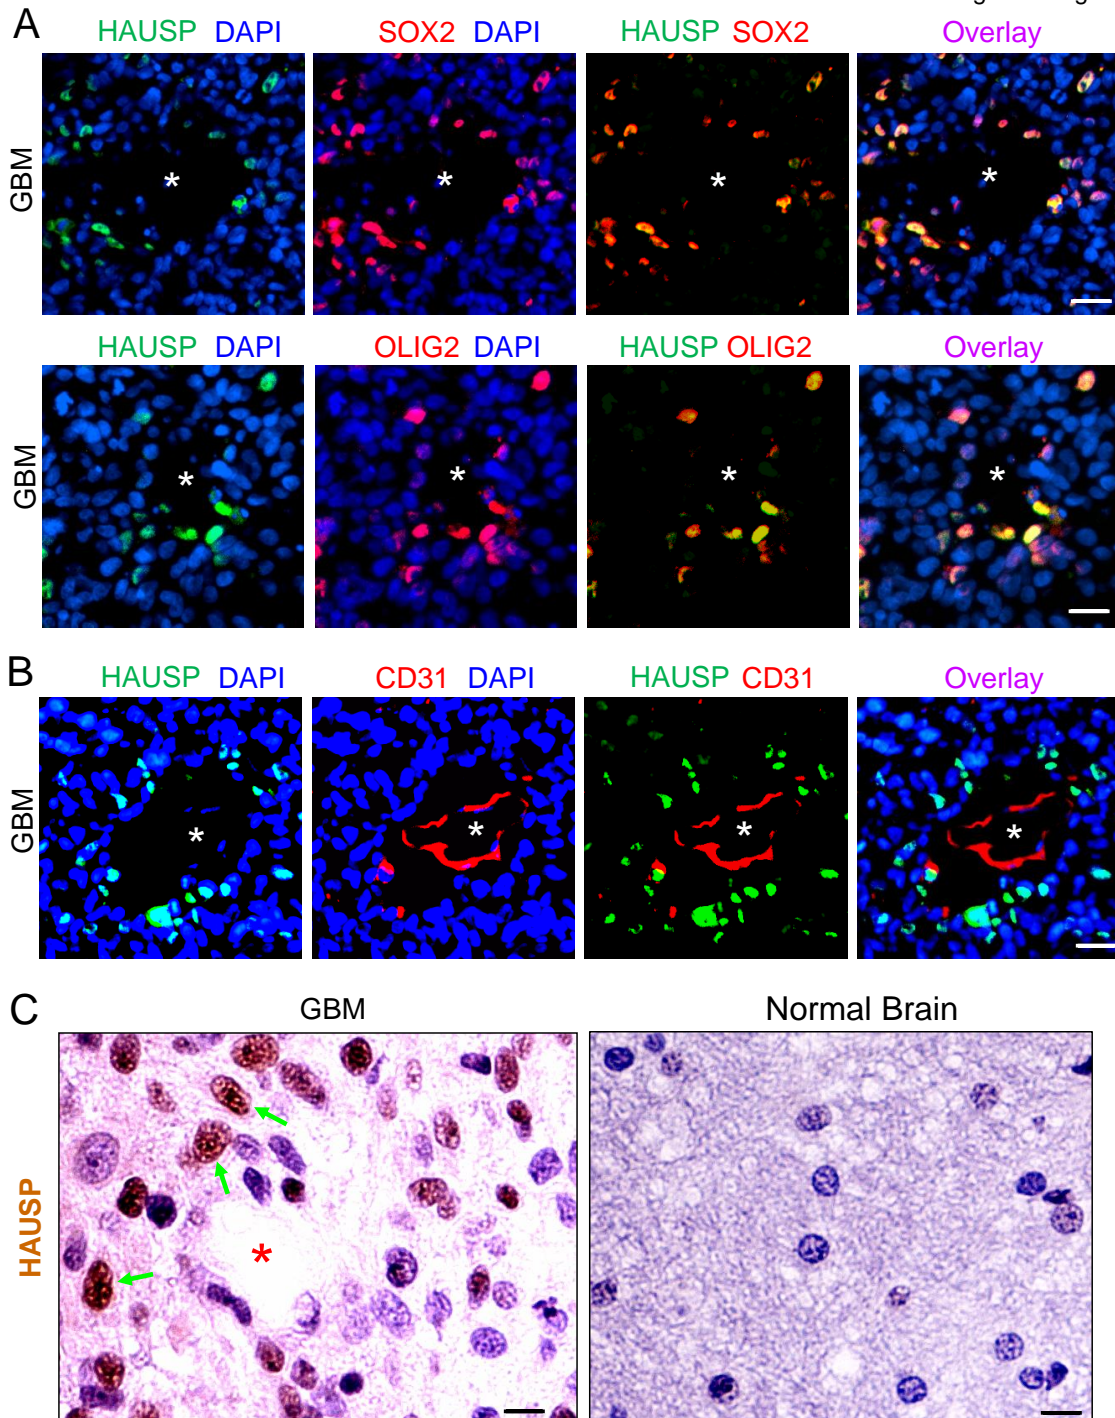 A HAUSP DAPI SOX2 DAPI HAUSP SOX2 Overlay
GBM
*
*
*
*
HAUSP DAPI OLIG2 DAPI HAUSP OLIG2 Overlay
GBM
*
*
*
*
B HAUSP DAPI CD31 DAPI HAUSP CD31 Overlay
GBM
*
*
*
*
C GBM Normal Brain
HAUSP
*